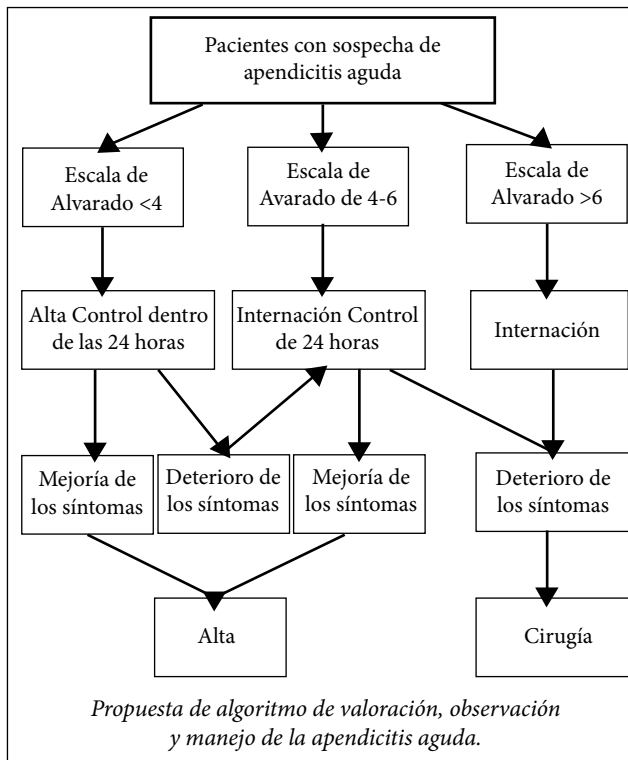 Pacientes con sospecha de
apendicitis aguda
Escala de
Alvarado <4
Escala de
Avarado de 4-6
Escala de
Alvarado >6
Alta Control dentro
de las 24 horas
Internación Control
de 24 horas
Internación
Mejoría de
los síntomas
Deterioro de
los síntomas
Mejoría de
los síntomas
Deterioro de
los síntomas
Alta
Cirugía
Propuesta de algoritmo de valoración, observación
y manejo de la apendicitis aguda.